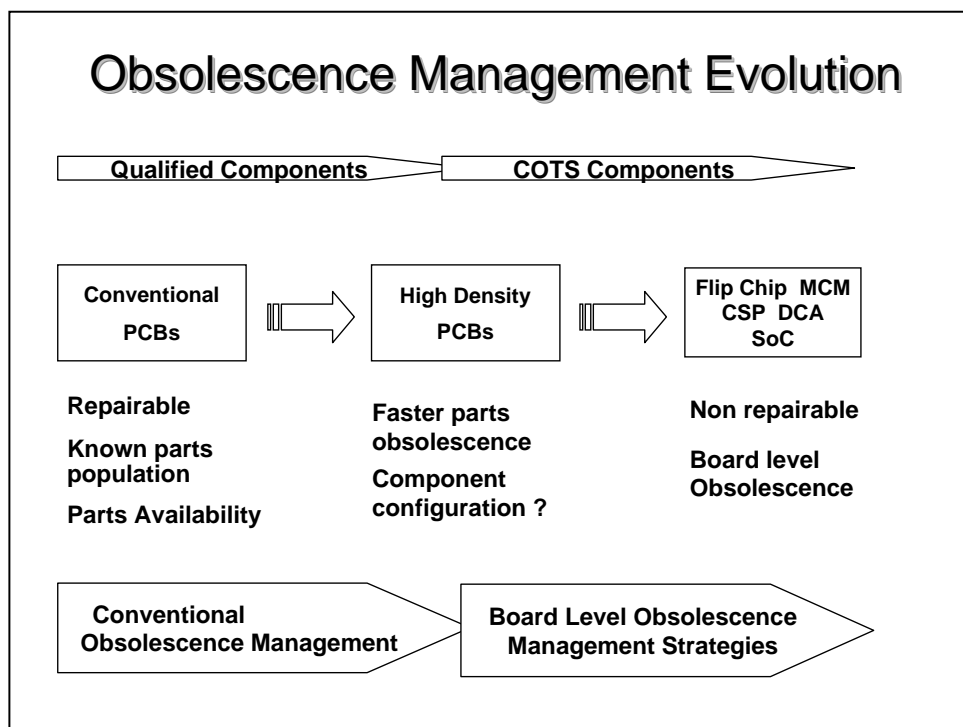 Obsolescence Management Evolution
Qualified Components
COTS Components
Conventional
PCBs
High Density
PCBs
Flip Chip MCM
CSP DCA
SoC
Repairable
Known parts
population
Parts Availability
Faster parts
obsolescence
Component
configuration ?
Non repairable
Board level
Obsolescence
Conventional
Obsolescence Management
Board Level Obsolescence
Management Strategies